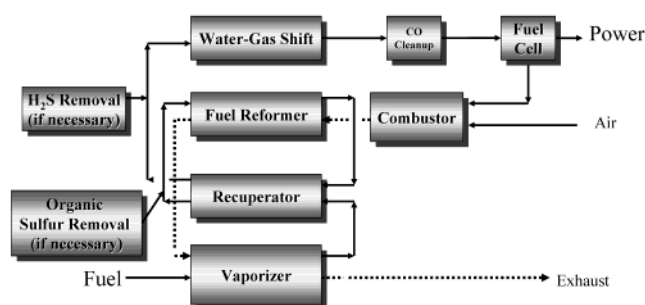 Water-Gas Shift
CO
Cleanup
Fuel
Cell
Power
H₂S Removal
(if necessary)
Fuel Reformer
Combustor
Air
Organic
Sulfur Removal
(if necessary)
Recuperator
Fuel
Vaporizer
Exhaust